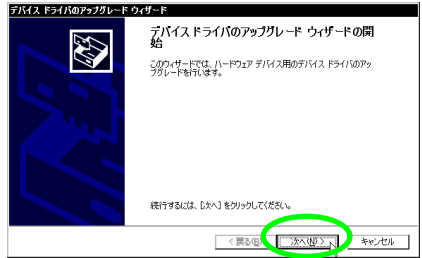 デバイス ドライバのアップグレード ウィザード
デバイス ドライバのアップグレード ウィザードの開
始
このウィザードでは、ハードウェア デバイス用のデバイス ドライバのアッ
プグレードを行います。
続行するには、[次へ] をクリックしてください。
< 戻る(B)
次へ(N) >
キャンセル